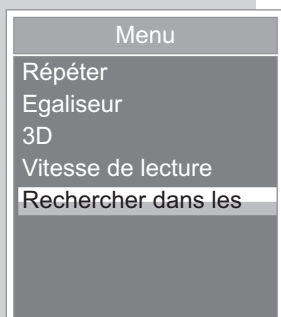 Menu
Répéter
Egaliseur
3D
Vitesse de lecture
Rechercher dans les